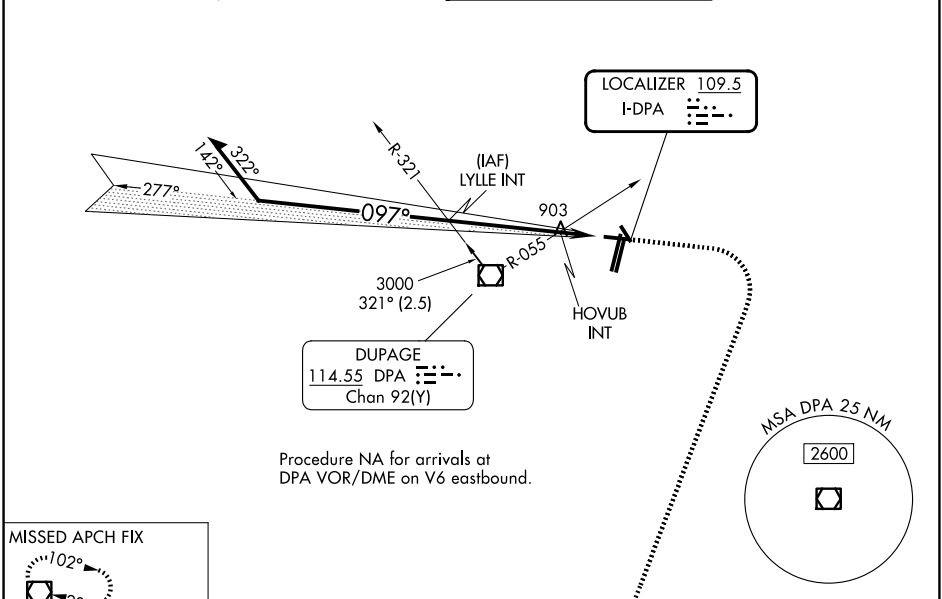 LOCALIZER 109.5
I-DPA
R-321
(IAF)
LYLLE INT
322°
142°
277°
097°
903
R-055
3000
321° (2.5)
HOVUB
INT
DUPAGE
114.55 DPA
Chan 92(Y)
MSA DPA 25 NM
2600
Procedure NA for arrivals at
DPA VOR/DME on V6 eastbound.
MISSED APCH FIX
102°